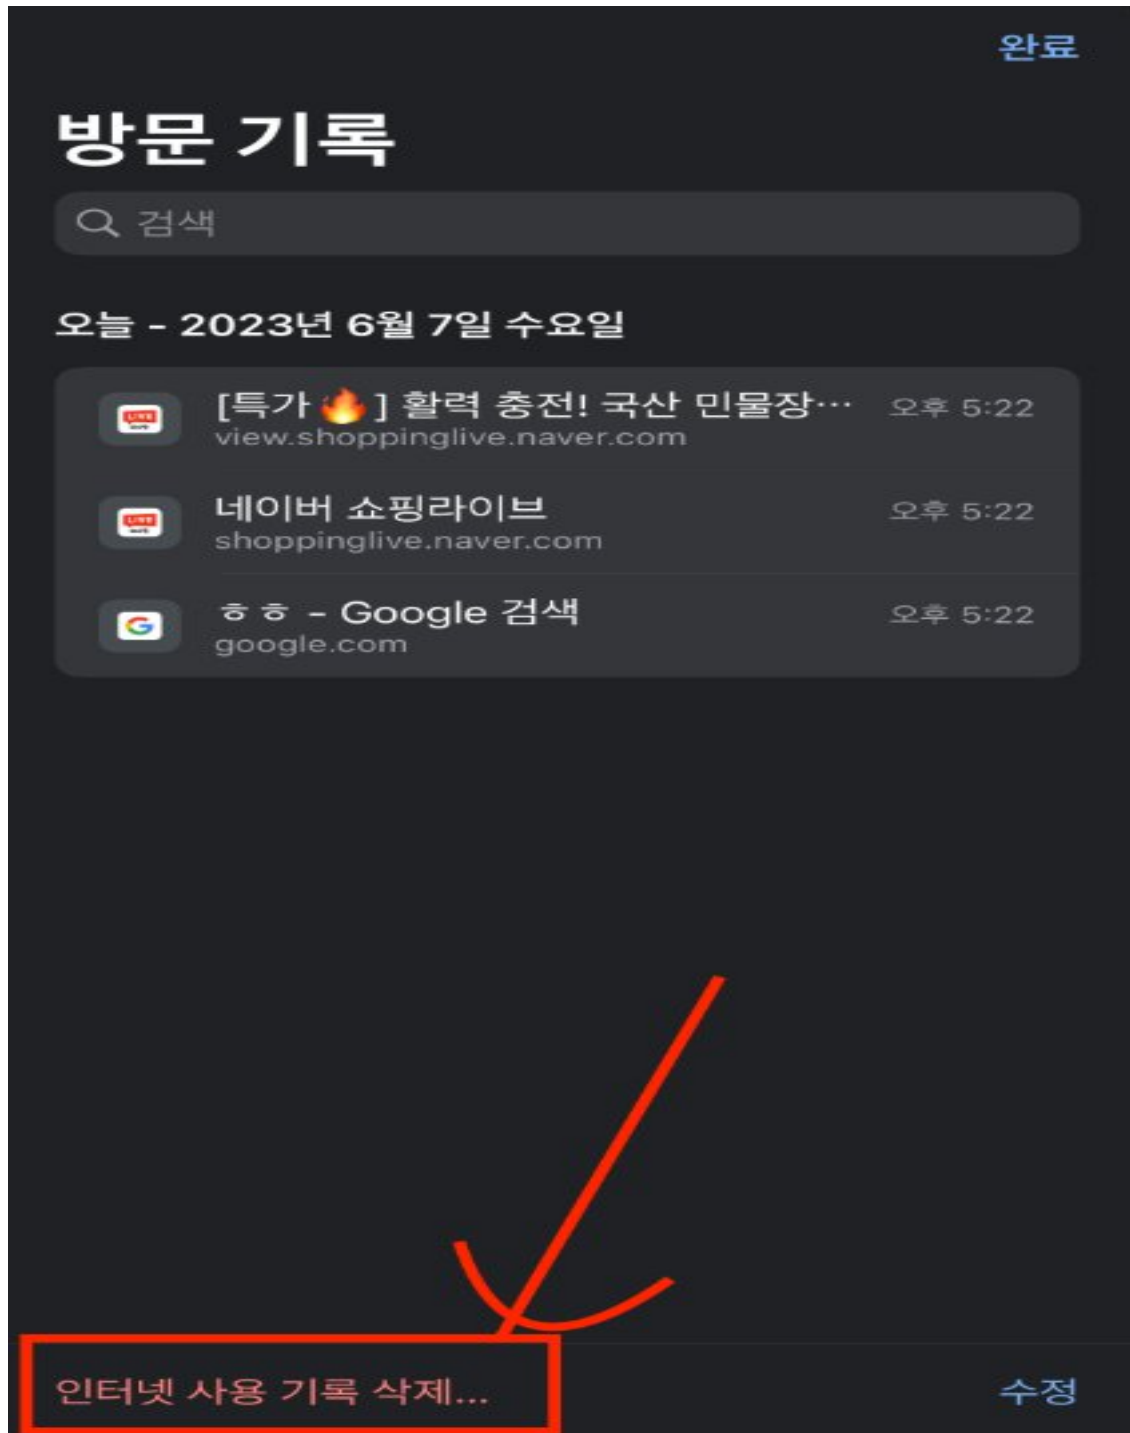 완료
방문 기록
검색
오늘 - 2023년 6월 7일 수요일
[특가🔥] 활력 충전! 국산 민물장… 오후 5:22
view.shoppinglive.naver.com
네이버 쇼핑라이브 오후 5:22
shoppinglive.naver.com
ㅎㅎ - Google 검색 오후 5:22
google.com
인터넷 사용 기록 삭제... 수정